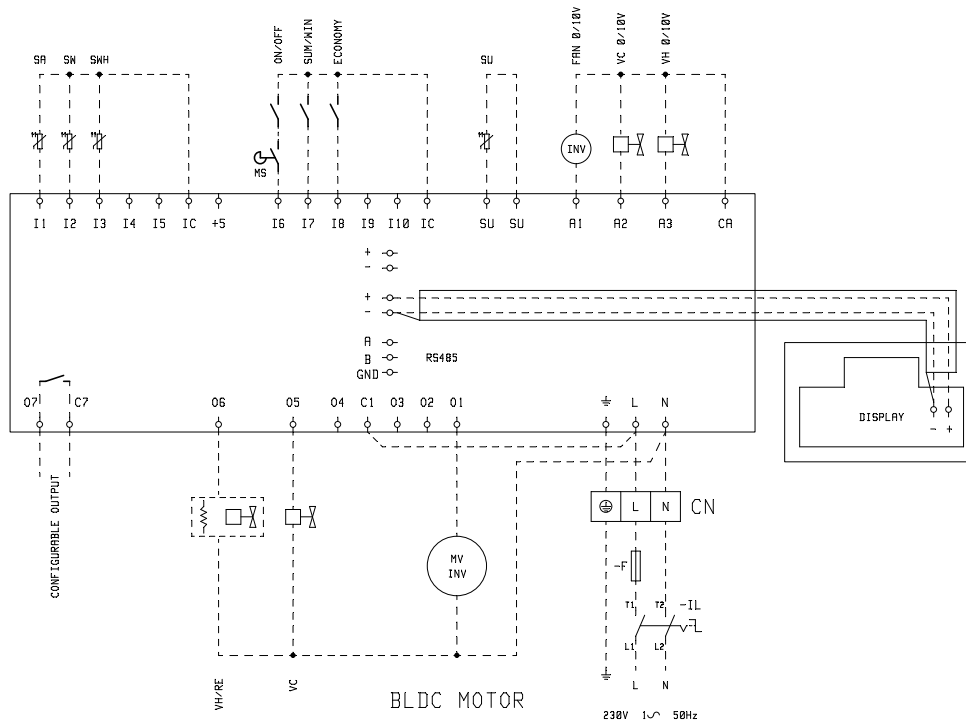 ON/OFF
SUM/WIN
ECONOMY
FAN 0/10V
VC 0/10V
VH 0/10V
SA SW SWH
SU
MS
INV
I1 I2 I3 I4 I5 IC +5 I6 I7 I8 I9 I10 IC SU SU A1 A2 A3 CA
+
-
+
-
A
B
GND
RS485
O7 C7 O6 O5 O4 C1 O3 O2 O1 L N
DISPLAY
- +
CONFIGURABLE OUTPUT
L N CN
MV
INV
-F
T1 T2 -IL
L1 L2
VH/RE
VC
BLDC MOTOR
L N
230V 1 50Hz